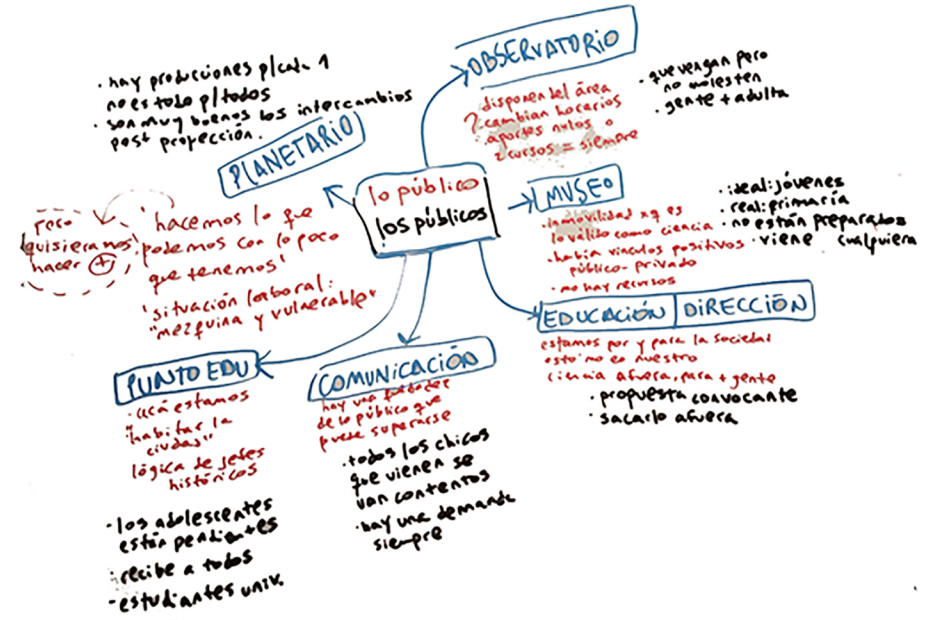 OBSERVATORIO
disponen del área
cambian horarios
aportes nulos o
cursos = siempre
· que vengan pero
no molesten
· gente + adulta
· hay producciones p/cada 1
no es todo p/todos
· son muy buenos los intercambios
post proyección.
PLANETARIO
'hacemos lo que
podemos con lo poco
que tenemos'
'situación laboral:
"mezquina y vulnerable"
poco
quisieramos
hacer +
lo público
los públicos
MUSEO
· inmovilidad xq es
lo válido como ciencia
· había vínculos positivos
público-privado
· no hay recursos
· ideal: jóvenes
· real: primaria
· no están preparados
· viene cualquiera
EDUCACIÓN | DIRECCIÓN
estamos por y para la sociedad
esto no es nuestro
ciencia afuera, para + gente
· propuesta convocante
· sacarlo afuera
PUNTO EDU
· acá estamos
"habitar la
ciudad"
lógica de jefes
históricos
· los adolescentes
están pendientes
· recibe a todos
· estudiantes univ.
COMUNICACIÓN
hay una
de lo público que
puede superarse
· todos los chicos
que vienen se
van contentos
· hay una demanda
siempre